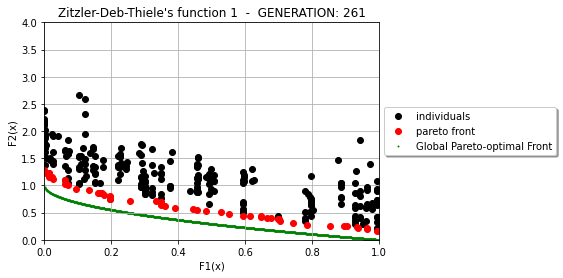 Zitzler-Deb-Thiele's function 1 - GENERATION: 261
4.0
3.5
3.0
2.5
2.0
1.5
1.0
0.5
0.0
F2(x)
0.0 0.2 0.4 0.6 0.8 1.0
F1(x)
individuals
pareto front
Global Pareto-optimal Front